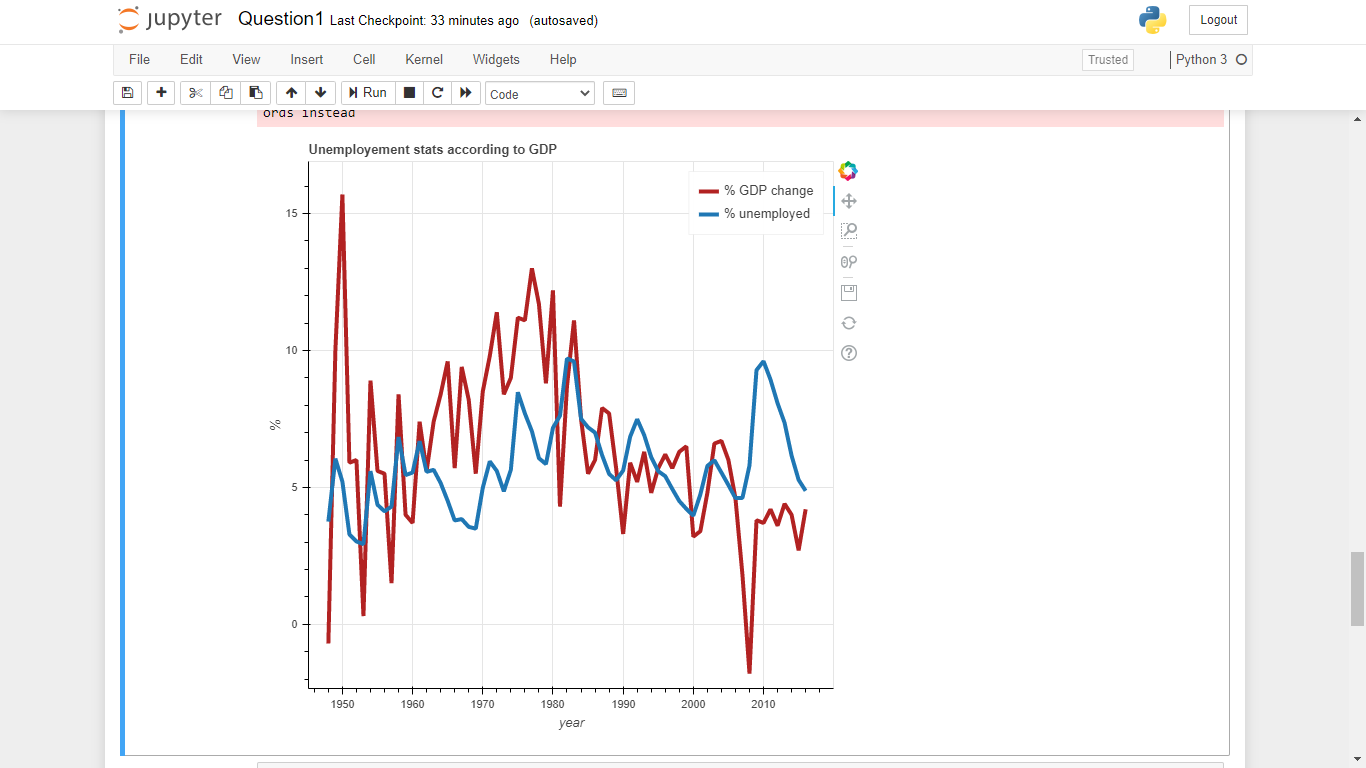 jupyter Question1 Last Checkpoint: 33 minutes ago (autosaved)
Logout
File Edit View Insert Cell Kernel Widgets Help
Trusted
Python 3
Run
Code
ords instead
Unemployement stats according to GDP
% GDP change
% unemployed
15
10
5
0
%
1950 1960 1970 1980 1990 2000 2010
year